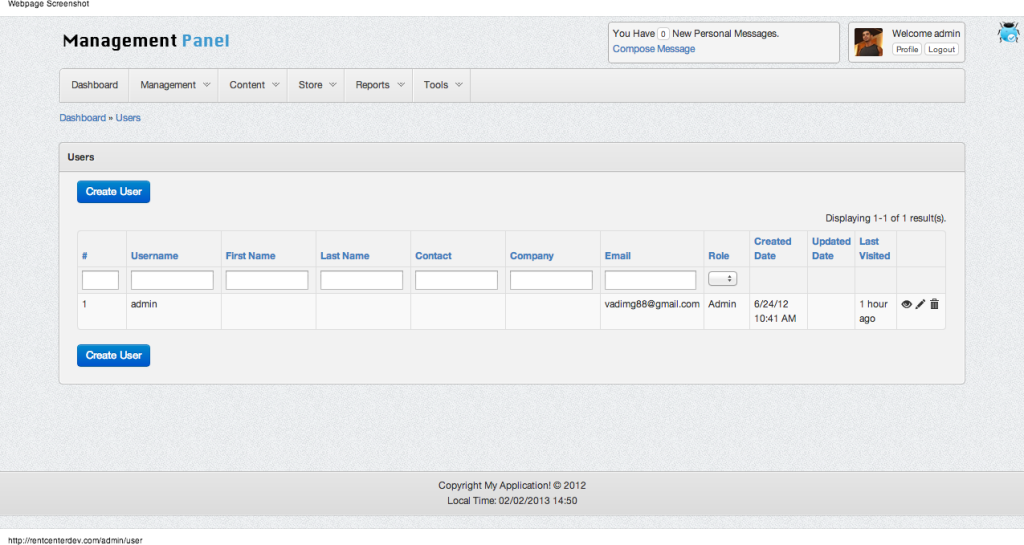 Webpage Screenshot
Management Panel
You Have 0 New Personal Messages.
Compose Message
Welcome admin
Profile Logout
Dashboard Management Content Store Reports Tools
Dashboard » Users
Users
Create User
Displaying 1-1 of 1 result(s).
# Username First Name Last Name Contact Company Email Role Created Date Updated Date Last Visited
1 admin vadimg88@gmail.com Admin 6/24/12 10:41 AM 1 hour ago
Create User
Copyright My Application! © 2012
Local Time: 02/02/2013 14:50
http://rentcenterdev.com/admin/user